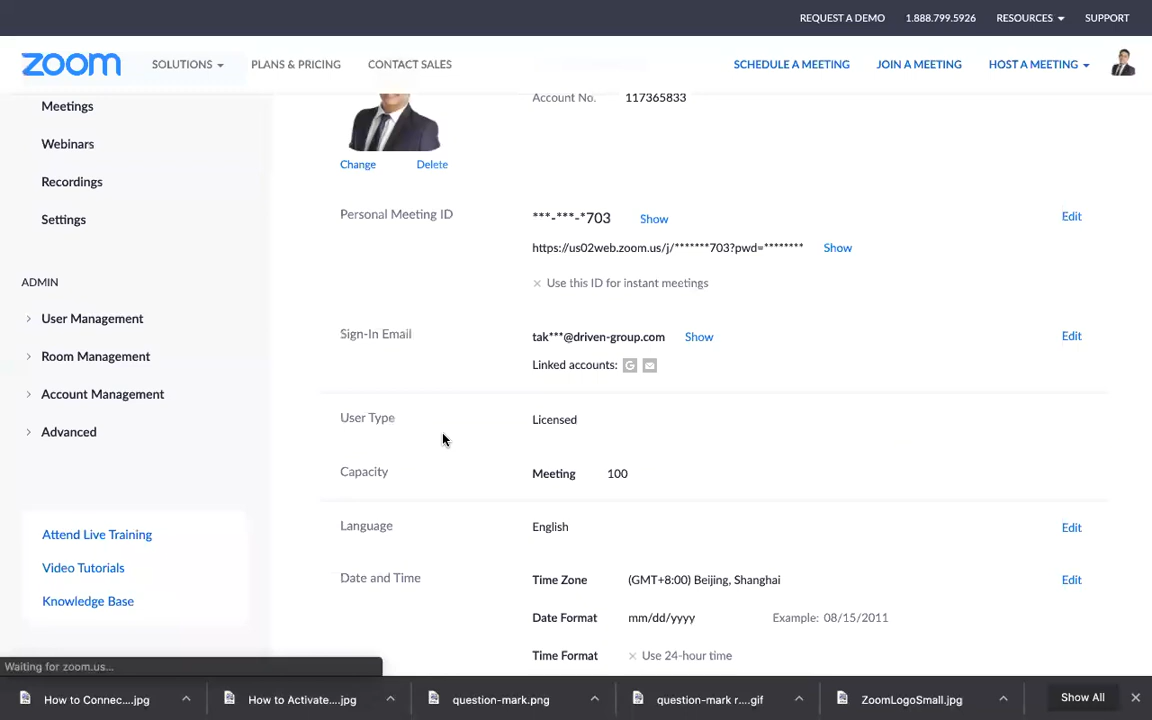 REQUEST A DEMO 1.888.799.5926 RESOURCES SUPPORT
zoom SOLUTIONS PLANS & PRICING CONTACT SALES SCHEDULE A MEETING JOIN A MEETING HOST A MEETING
Meetings
Webinars
Recordings
Settings
ADMIN
User Management
Room Management
Account Management
Advanced
Attend Live Training
Video Tutorials
Knowledge Base
Account No. 117365833
Change Delete
Personal Meeting ID ***-***-*703 Show Edit
https://us02web.zoom.us/j/*******703?pwd=******** Show
× Use this ID for instant meetings
Sign-In Email tak***@driven-group.com Show Edit
Linked accounts: G
User Type Licensed
Capacity Meeting 100
Language English Edit
Date and Time Time Zone (GMT+8:00) Beijing, Shanghai Edit
Date Format mm/dd/yyyy Example: 08/15/2011
Time Format × Use 24-hour time
Waiting for zoom.us...
How to Connec....jpg How to Activate....jpg question-mark.png question-mark r....gif ZoomLogoSmall.jpg Show All ×